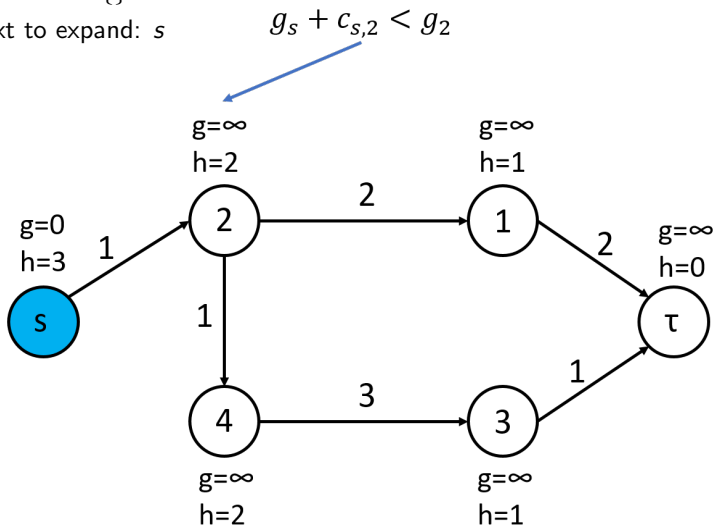 g
xt to expand: s
g_s + c_{s,2} < g_2
g=∞
h=2
g=∞
h=1
2
g=0
h=3
1
2
1
2
g=∞
h=0
s
1
τ
4
3
3
1
g=∞
h=2
g=∞
h=1